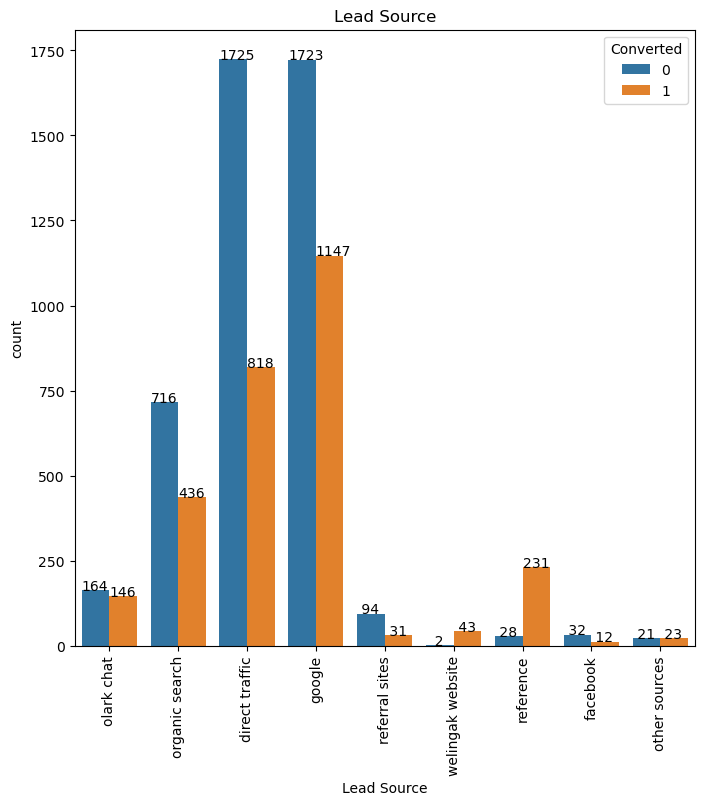 Lead Source
Converted
0
1
1750
1500
1250
1000
750
500
250
0
count
164
146
716
436
1725
818
1723
1147
94
31
2
43
28
231
32
12
21
23
olark chat
organic search
direct traffic
google
referral sites
welingak website
reference
facebook
other sources
Lead Source